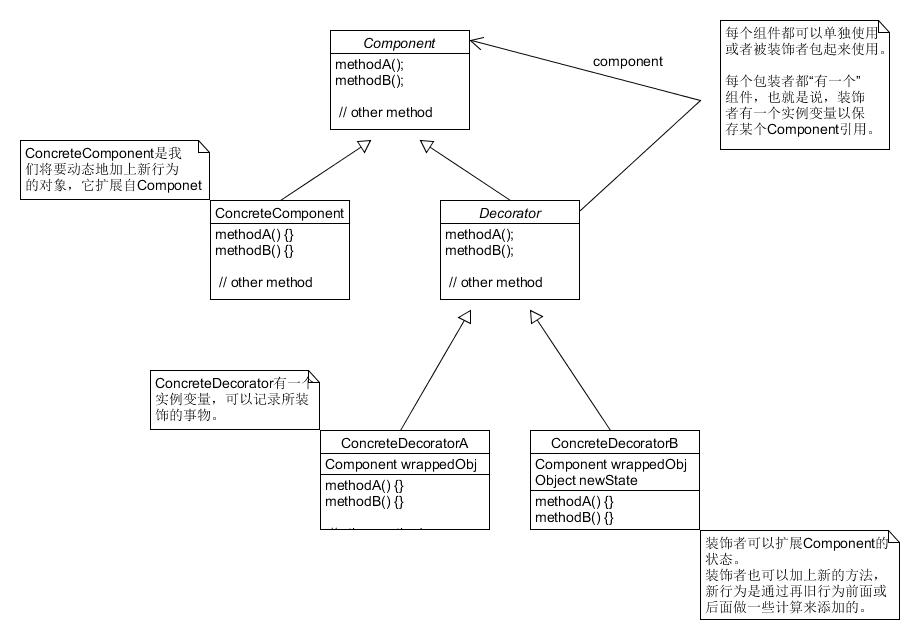 Component
methodA();
methodB();
// other method
component
每个组件都可以单独使用
或者被装饰者包起来使用。
每个包装者都“有一个”
组件，也就是说，装饰
者有一个实例变量以保
存某个Component引用。
ConcreteComponent是我
们将要动态地加上新行为
的对象，它扩展自Componet
ConcreteComponent
methodA() {}
methodB() {}
// other method
Decorator
methodA();
methodB();
// other method
ConcreteDecorator有一个
实例变量，可以记录所装
饰的事物。
ConcreteDecoratorA
Component wrappedObj
methodA() {}
methodB() {}
ConcreteDecoratorB
Component wrappedObj
Object newState
methodA() {}
methodB() {}
装饰者可以扩展Component的
状态。
装饰者也可以加上新的方法，
新行为是通过再旧行为前面或
后面做一些计算来添加的。